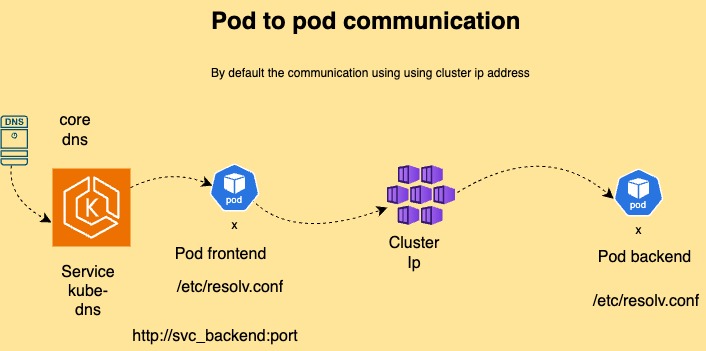 Pod to pod communication
By default the communication using using cluster ip address
DNS
core
dns
K
pod
pod
x
x
Service
kube-
dns
Pod frontend
Cluster
Ip
Pod backend
/etc/resolv.conf
/etc/resolv.conf
http://svc_backend:port